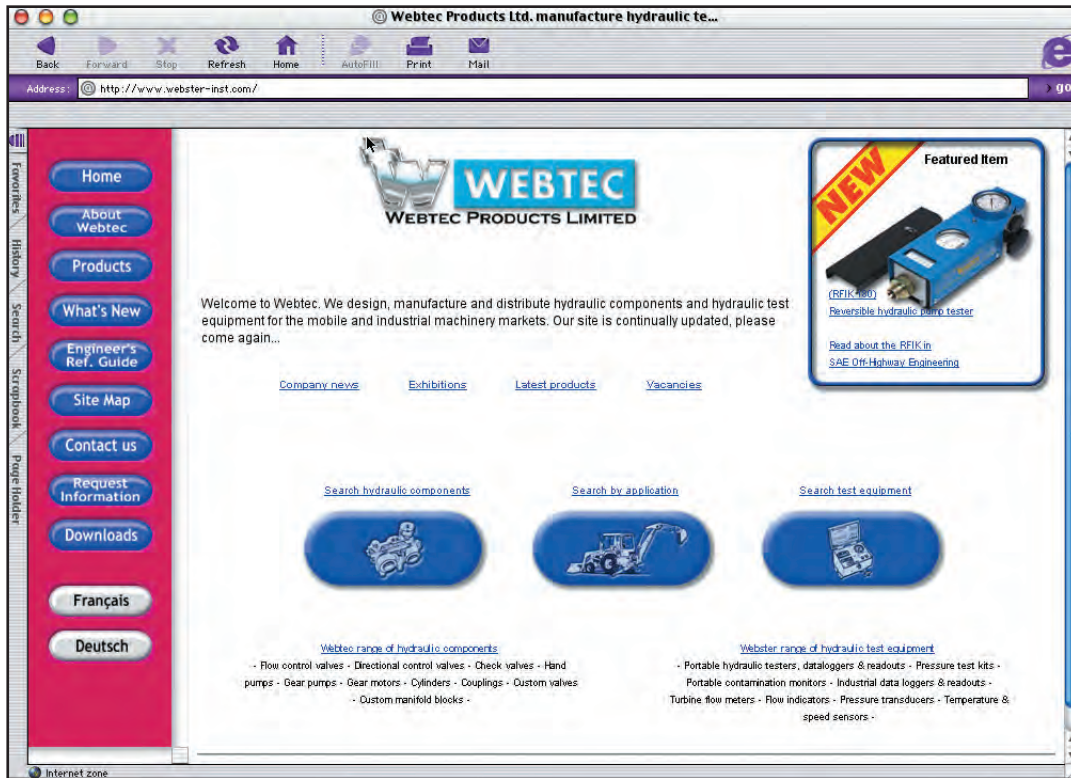 Webtec Products Ltd. manufacture hydraulic te...
Back Forward Stop Refresh Home AutoFill Print Mail
Address: @ http://www.webster-inst.com/ go
Favorites
History
Search
Scrapbook
Page Holder
Home
About
Webtec
Products
What's New
Engineer's
Ref. Guide
Site Map
Contact us
Request
Information
Downloads
Français
Deutsch
WEBTEC
WEBTEC PRODUCTS LIMITED
NEW
Featured Item
(RFIK
Reversible hydraulic pump tester
Read about the RFIK in
SAE Off-Highway Engineering
Welcome to Webtec. We design, manufacture and distribute hydraulic components and hydraulic test
equipment for the mobile and industrial machinery markets. Our site is continually updated, please
come again...
Company news Exhibitions Latest products Vacancies
Search hydraulic components Search by application Search test equipment
Webtec range of hydraulic components
- Flow control valves - Directional control valves - Check valves - Hand
pumps - Gear pumps - Gear motors - Cylinders - Couplings - Custom valves
- Custom manifold blocks -
Webster range of hydraulic test equipment
- Portable hydraulic testers, dataloggers & readouts - Pressure test kits -
Portable contamination monitors - Industrial data loggers & readouts -
Turbine flow meters - Flow indicators - Pressure transducers - Temperature &
speed sensors -
Internet zone